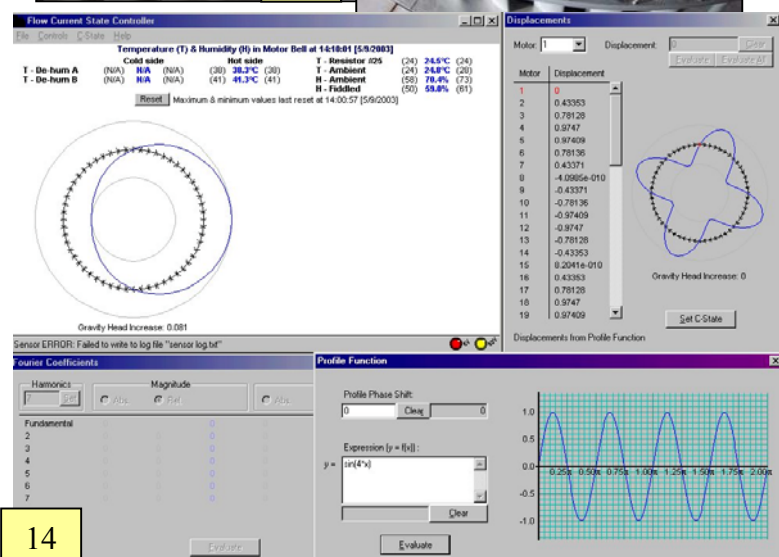 Flow Current State Controller
File Controls C-State Help
Temperature (T) & Humidity (H) in Motor Bell at 14:10:01 [5/9/2003]
Cold side Hot side T - Resistor #25 (24) 24.5°C (24)
T - De-hum A (N/A) N/A (N/A) (38) 38.3°C (38) T - Ambient (24) 24.8°C (28)
T - De-hum B (N/A) N/A (N/A) (41) 41.3°C (41) H - Ambient (58) 70.4% (73)
H - Fiddled (50) 59.0% (61)
Reset Maximum & minimum values last reset at 14:00:57 [5/9/2003]
Gravity Head Increase: 0.081
Sensor ERROR: Failed to write to log file "sensor log.txt"
Displacements
Motor: 1 Displacement: 0 Clear
Evaluate Evaluate All
Motor Displacement
1 0
2 0.43353
3 0.78128
4 0.9747
5 0.97409
6 0.78136
7 0.43371
8 -4.0985e-010
9 -0.43371
10 -0.78136
11 -0.97409
12 -0.9747
13 -0.78128
14 -0.43353
15 8.2041e-010
16 0.43353
17 0.78128
18 0.9747
19 0.97409
Gravity Head Increase: 0
Set C-State
Displacements from Profile Function
Fourier Coefficients
Harmonics Magnitude
7 Set Abs. Rel. Abs.
Fundamental 0
2 0
3 0
4 0
5 0
6 0
7 0
Evaluate
Profile Function
Profile Phase Shift:
0 Clear 0
Expression [y = f(x)] :
y = sin(4*x)
Clear
Evaluate
1.0
0.5
0.0 0.25π 0.50π 0.75π 1.00π 1.25π 1.50π 1.75π 2.00π
-0.5
-1.0
14